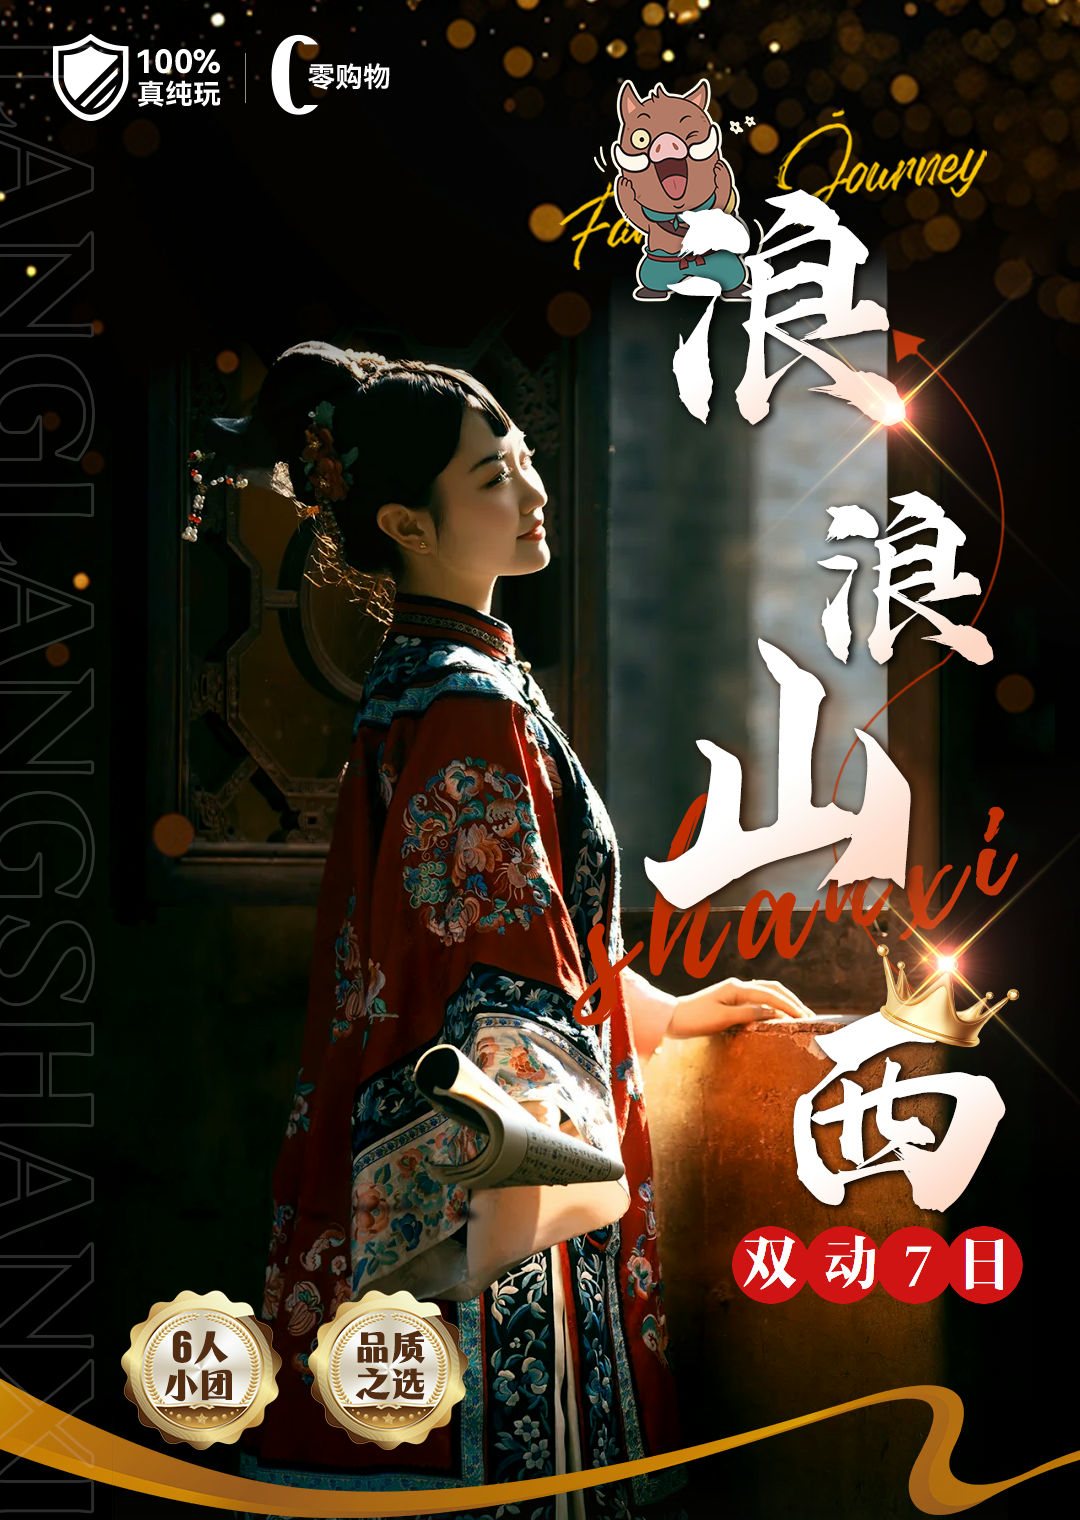 100%
真纯玩
零购物
Journey
浪
浪
山
西
shanxi
双动7日
6人
小团
品质
之选
LANGLANGSHANXI